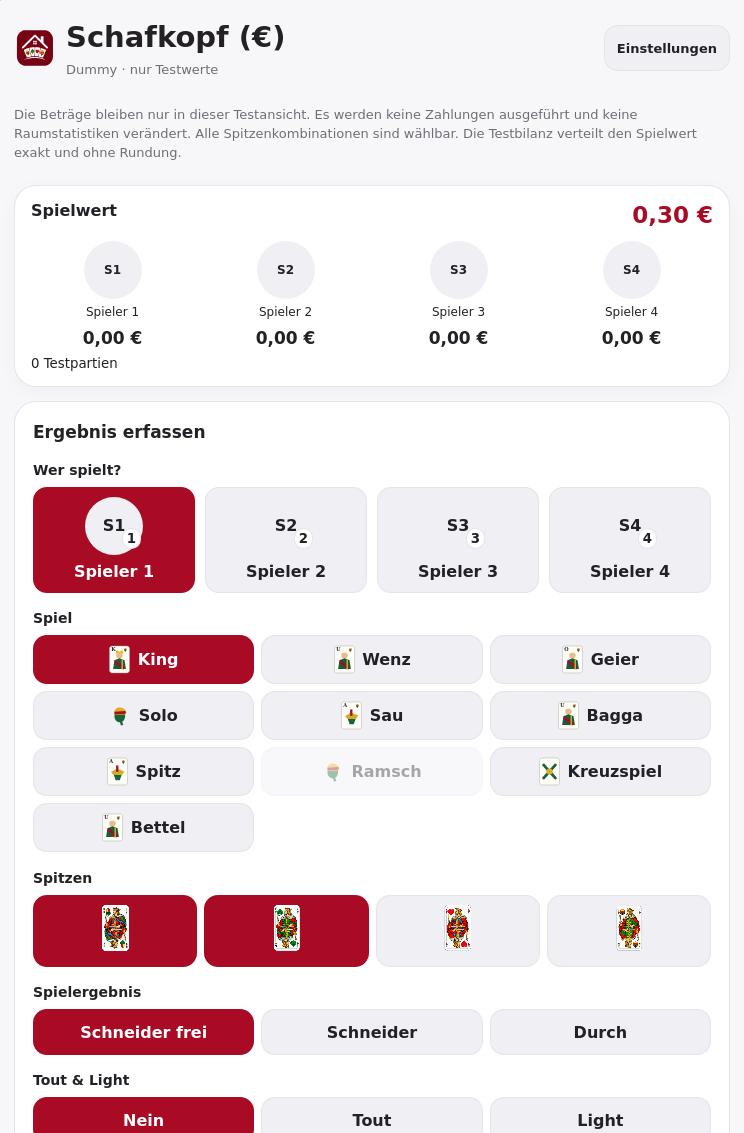 Schafkopf (€)
Dummy · nur Testwerte
Einstellungen
Die Beträge bleiben nur in dieser Testansicht. Es werden keine Zahlungen ausgeführt und keine
Raumstatistiken verändert. Alle Spitzenkombinationen sind wählbar. Die Testbilanz verteilt den Spielwert
exakt und ohne Rundung.
Spielwert
0,30 €
S1 S2 S3 S4
Spieler 1 Spieler 2 Spieler 3 Spieler 4
0,00 € 0,00 € 0,00 € 0,00 €
0 Testpartien
Ergebnis erfassen
Wer spielt?
S1 1 S2 2 S3 3 S4 4
Spieler 1 Spieler 2 Spieler 3 Spieler 4
Spiel
King Wenz Geier
Solo Sau Bagga
Spitz Ramsch Kreuzspiel
Bettel
Spitzen
Spielergebnis
Schneider frei Schneider Durch
Tout & Light
Nein Tout Light